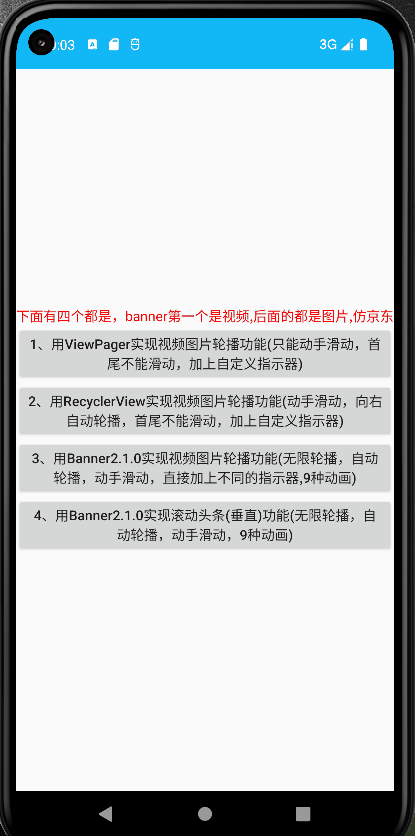 :03
3G
下面有四个都是，banner第一个是视频,后面的都是图片,仿京东
1、用ViewPager实现视频图片轮播功能(只能动手滑动，首
尾不能滑动，加上自定义指示器)
2、用RecyclerView实现视频图片轮播功能(动手滑动，向右
自动轮播，首尾不能滑动，加上自定义指示器)
3、用Banner2.1.0实现视频图片轮播功能(无限轮播，自动
轮播，动手滑动，直接加上不同的指示器,9种动画)
4、用Banner2.1.0实现滚动头条(垂直)功能(无限轮播，自
动轮播，动手滑动，9种动画)